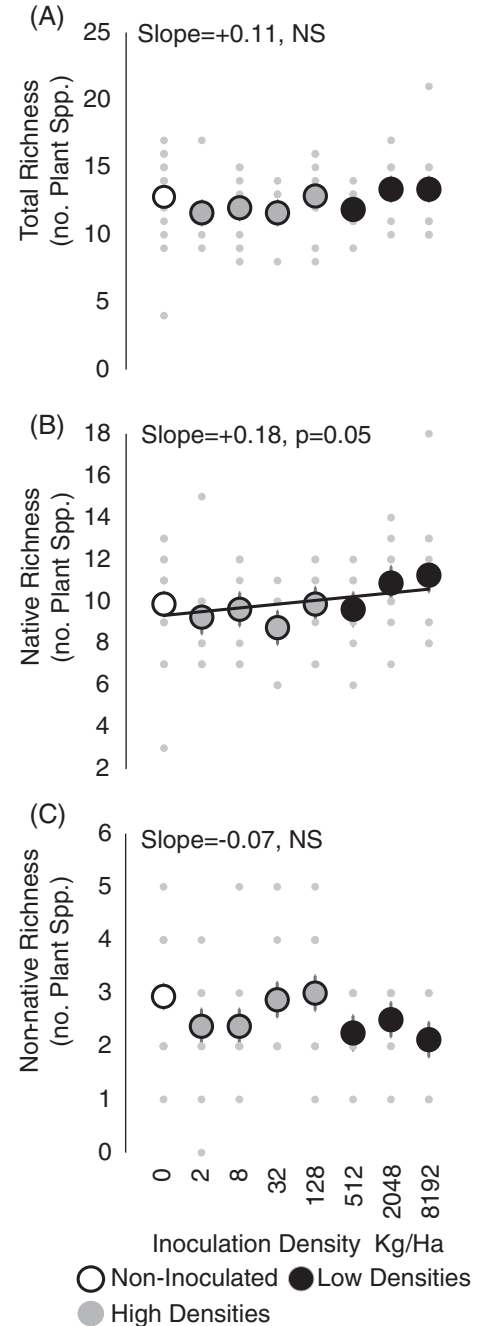 (A)
25
Slope=+0.11, NS
20
15
10
5
0
Total Richness
(no. Plant Spp.)
(B)
18
Slope=+0.18, p=0.05
16
14
12
10
8
6
4
2
Native Richness
(no. Plant Spp.)
(C)
6
Slope=-0.07, NS
5
4
3
2
1
0
Non-native Richness
(no. Plant Spp.)
0 2 8 32 128 512 2048 8192
Inoculation Density Kg/Ha
Non-Inoculated Low Densities
High Densities